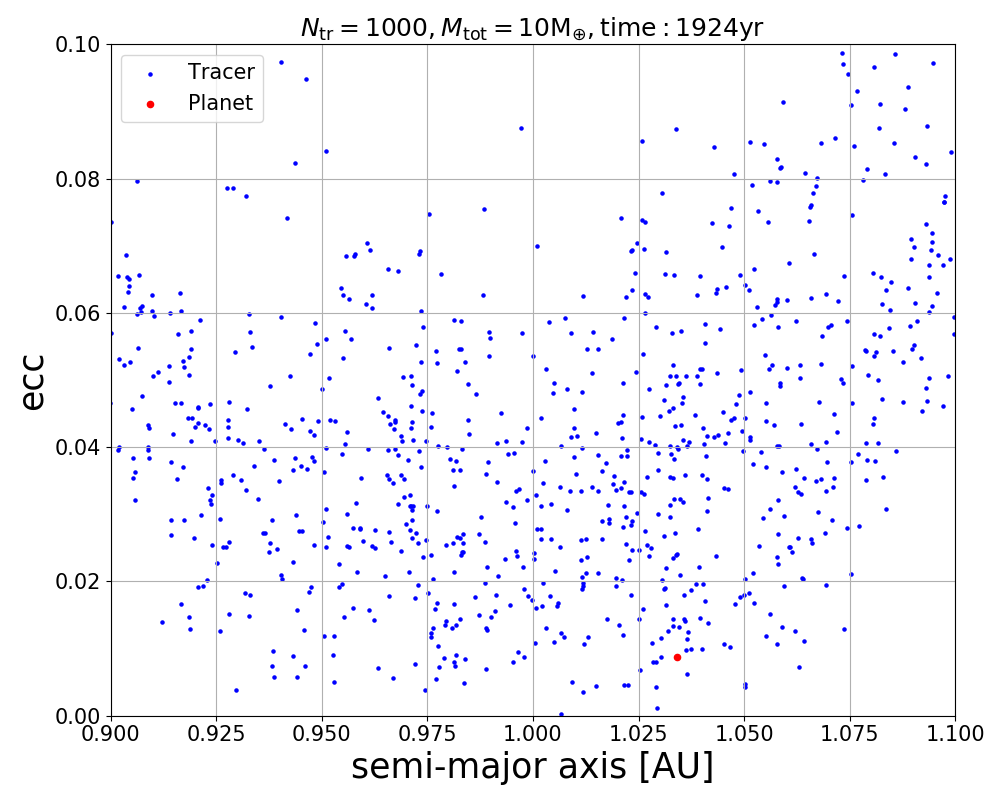 N_tr = 1000, M_tot = 10M_⊕, time : 1924yr
Tracer
Planet
ecc
0.10
0.08
0.06
0.04
0.02
0.00
0.900 0.925 0.950 0.975 1.000 1.025 1.050 1.075 1.100
semi-major axis [AU]